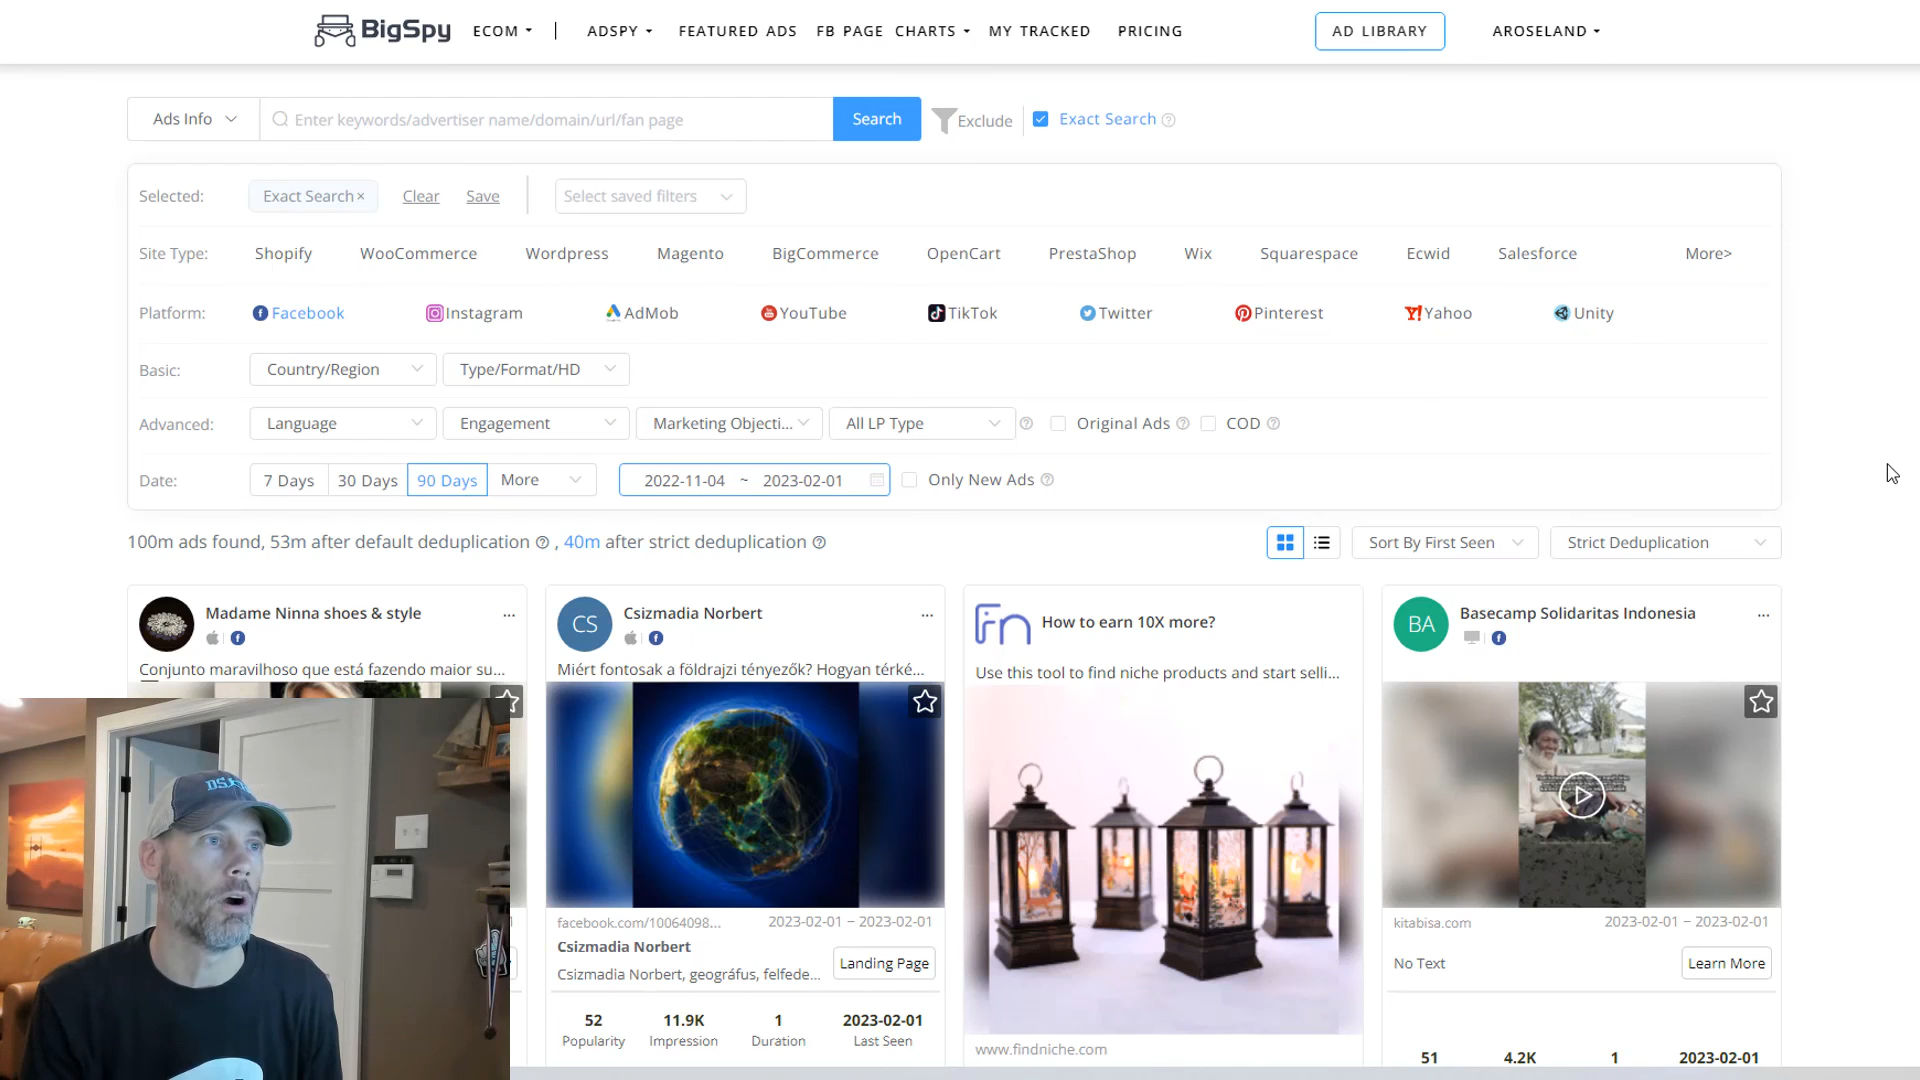 BigSpy ECOM | ADSPY FEATURED ADS FB PAGE CHARTS MY TRACKED PRICING AD LIBRARY AROSELAND
Ads Info Enter keywords/advertiser name/domain/url/fan page Search Exclude Exact Search
Selected: Exact Search × Clear Save Select saved filters
Site Type: Shopify WooCommerce Wordpress Magento BigCommerce OpenCart PrestaShop Wix Squarespace Ecwid Salesforce More>
Platform: Facebook Instagram AdMob YouTube TikTok Twitter Pinterest Yahoo Unity
Basic: Country/Region Type/Format/HD
Advanced: Language Engagement Marketing Objecti... All LP Type Original Ads COD
Date: 7 Days 30 Days 90 Days More 2022-11-04 ~ 2023-02-01 Only New Ads
100m ads found, 53m after default deduplication , 40m after strict deduplication Sort By First Seen Strict Deduplication
Madame Ninna shoes & style ...
Conjunto maravilhoso que está fazendo maior su...
CS Csizmadia Norbert ...
Miért fontosak a földrajzi tényezők? Hogyan térké...
facebook.com/10064098... 2023-02-01 ~ 2023-02-01
Csizmadia Norbert
Csizmadia Norbert, geográfus, felfede... Landing Page
52 11.9K 1 2023-02-01
Popularity Impression Duration Last Seen
fn How to earn 10X more?
Use this tool to find niche products and start selli...
www.findniche.com
BA Basecamp Solidaritas Indonesia ...
kitabisa.com 2023-02-01 ~ 2023-02-01
No Text Learn More
51 4.2K 1 2023-02-01